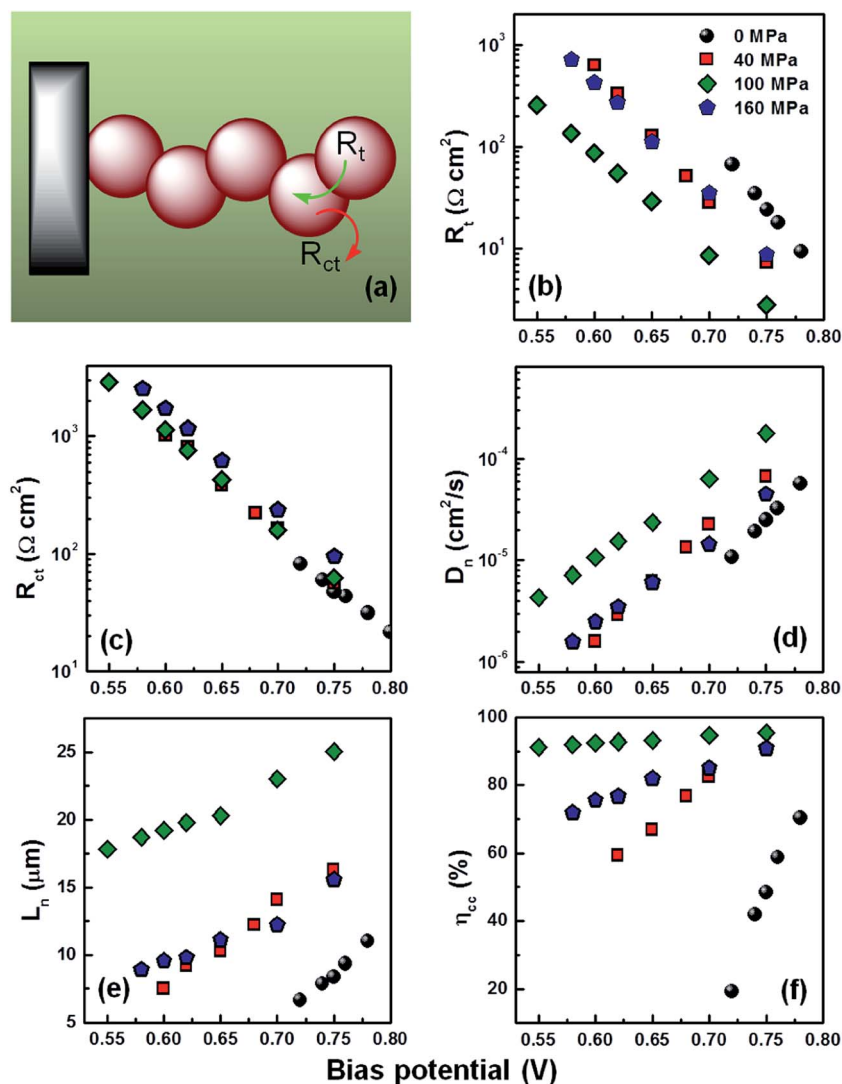 R_t
R_ct
(a)
R_t (Ω cm²)
10³
10²
10¹
0 MPa
40 MPa
100 MPa
160 MPa
(b)
0.55 0.60 0.65 0.70 0.75 0.80
R_ct (Ω cm²)
10³
10²
10¹
(c)
0.55 0.60 0.65 0.70 0.75 0.80
D_n (cm²/s)
10⁻⁴
10⁻⁵
10⁻⁶
(d)
0.55 0.60 0.65 0.70 0.75 0.80
L_n (μm)
25
20
15
10
5
(e)
0.55 0.60 0.65 0.70 0.75 0.80
η_cc (%)
100
80
60
40
20
(f)
0.55 0.60 0.65 0.70 0.75 0.80
Bias potential (V)